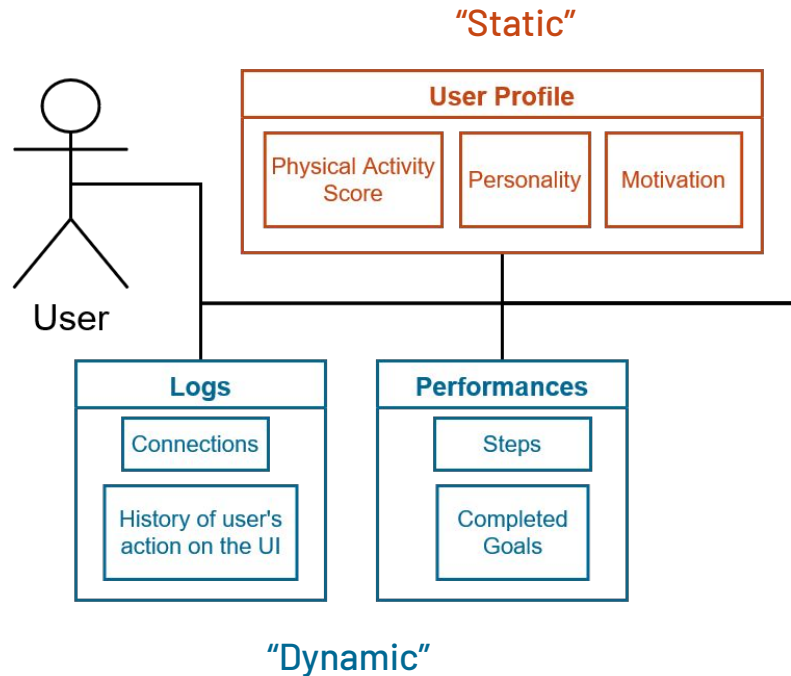 “Static”
User Profile
Physical Activity
Score
Personality
Motivation
User
Logs
Connections
History of user's
action on the UI
Performances
Steps
Completed
Goals
“Dynamic”